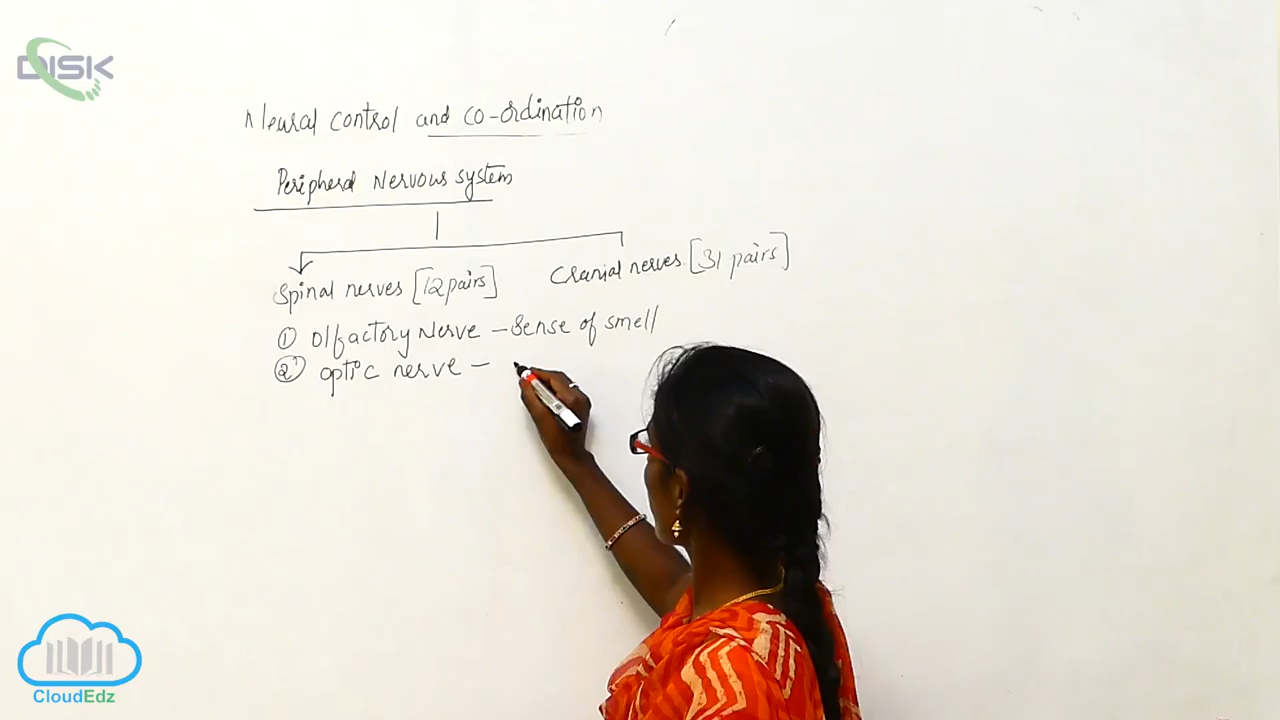 DISK
Neural control and co-ordination
Peripheral Nervous system
Spinal nerves [12 pairs]
Cranial nerves [31 pairs]
① Olfactory Nerve - Sense of smell
② optic nerve -
CloudEdz